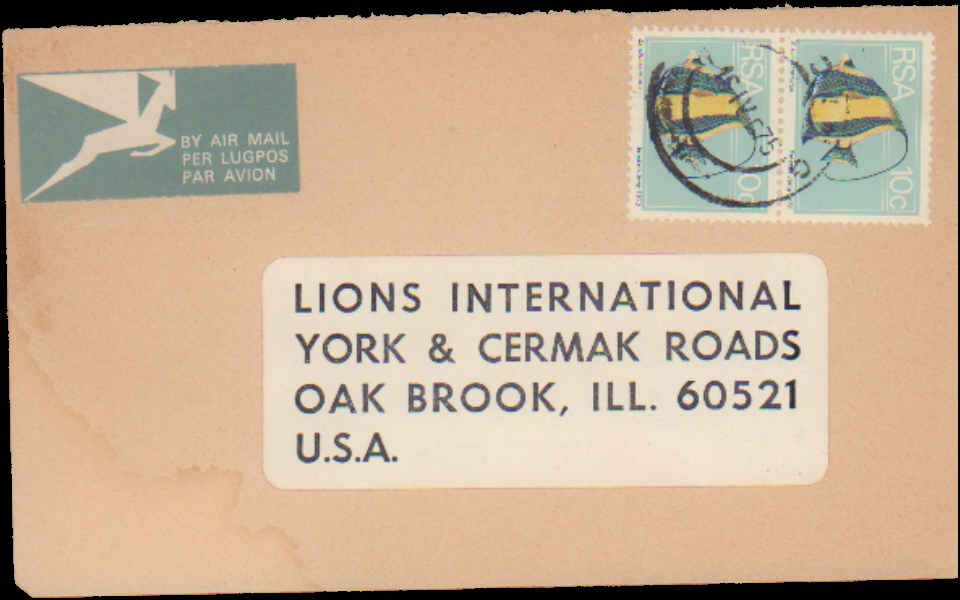 BY AIR MAIL
PER LUGPOS
PAR AVION
RSA
10c
RSA
10c
LIONS INTERNATIONAL
YORK & CERMAK ROADS
OAK BROOK, ILL. 60521
U.S.A.